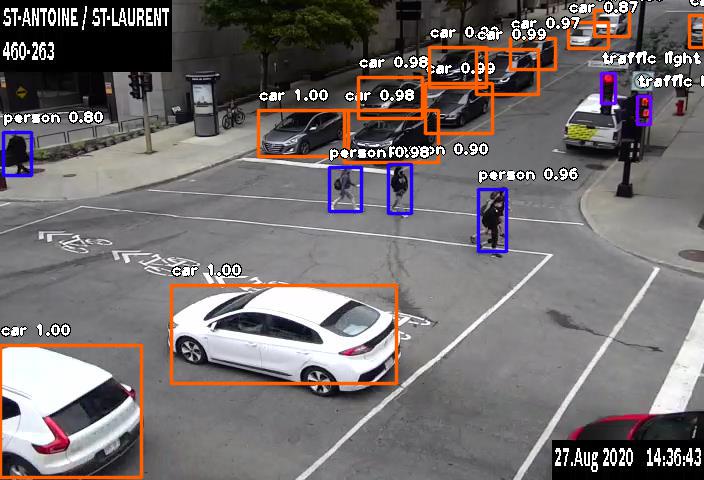 ST-ANTOINE / ST-LAURENT
460-263
car 0.87
car 0.97
car 0.99
car 0.98
car 0.99
traffic light
car 1.00
car 0.98
person 0.80
person 0.98
person 0.90
person 0.96
car 1.00
car 1.00
27.Aug 2020 14:36:43